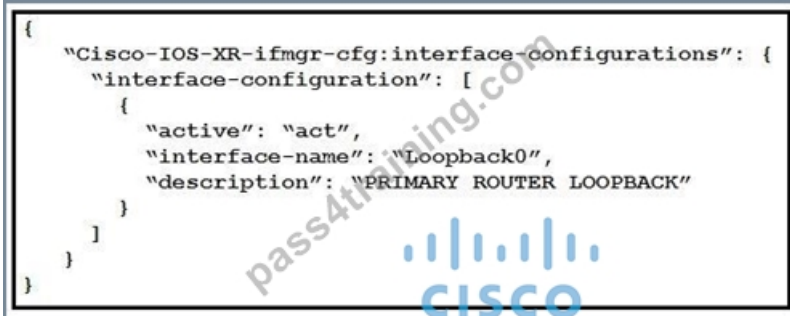 {
"Cisco-IOS-XR-ifmgr-cfg:interface-configurations": {
"interface-configuration": [
{
"active": "act",
"interface-name": "Loopback0",
"description": "PRIMARY ROUTER LOOPBACK"
}
]
}
}
pass4training.com
CISCO